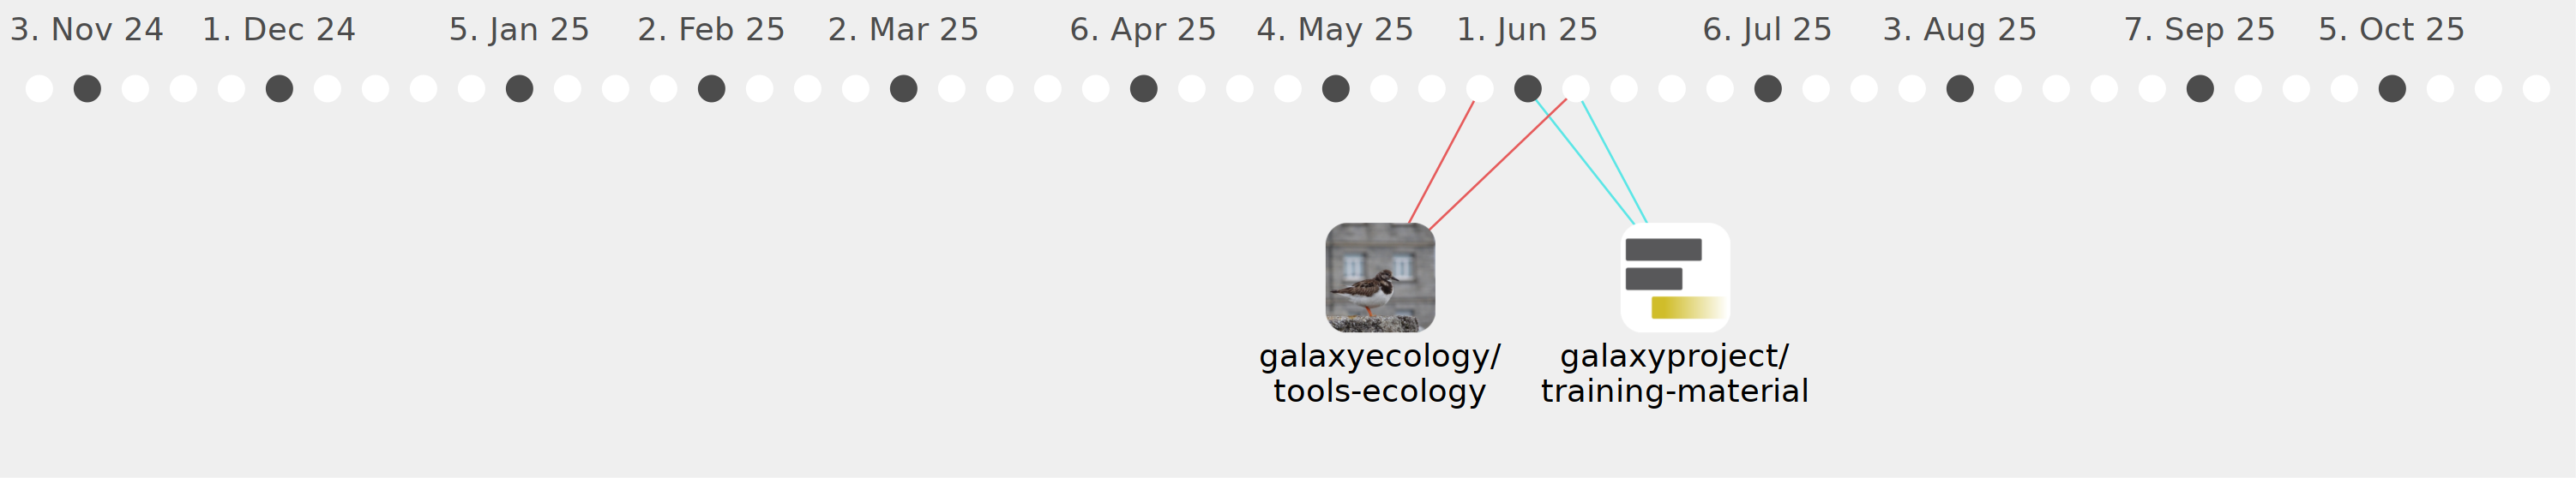 3. Nov 24 1. Dec 24 5. Jan 25 2. Feb 25 2. Mar 25 6. Apr 25 4. May 25 1. Jun 25 6. Jul 25 3. Aug 25 7. Sep 25 5. Oct 25
galaxyecology/
tools-ecology
galaxyproject/
training-material